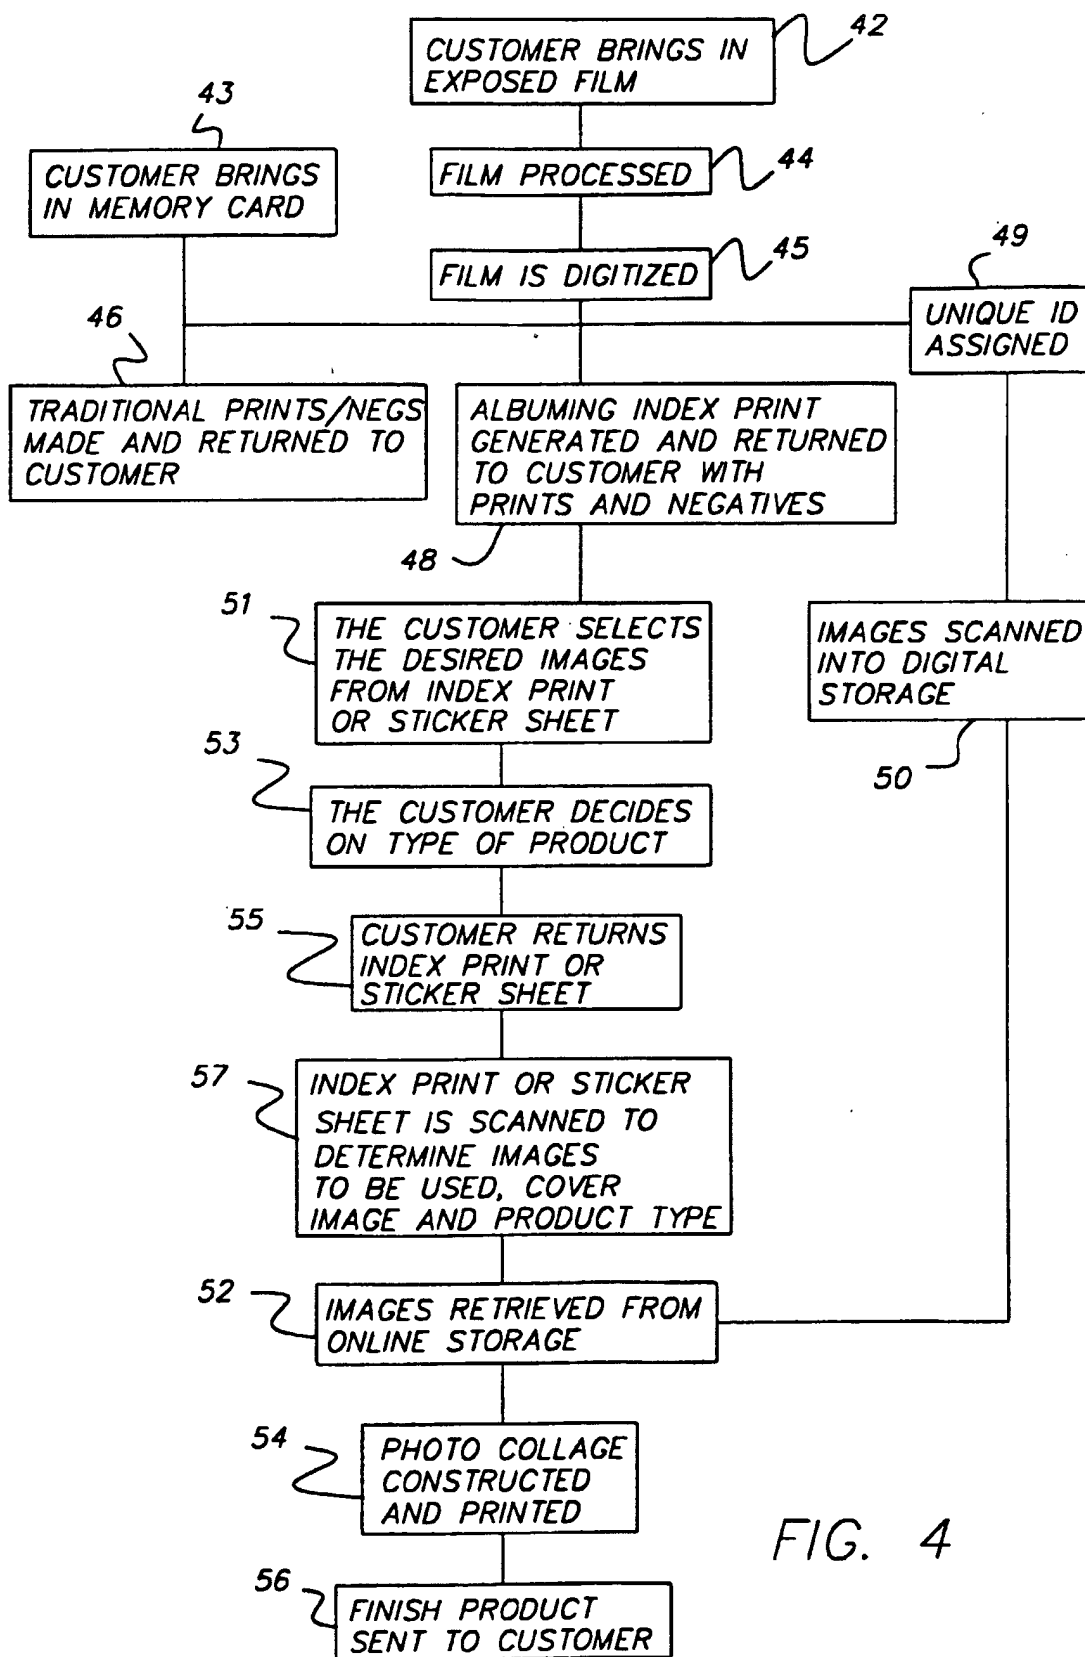 42
CUSTOMER BRINGS IN
EXPOSED FILM
43
CUSTOMER BRINGS
IN MEMORY CARD
FILM PROCESSED
44
FILM IS DIGITIZED
45
49
UNIQUE ID
ASSIGNED
46
TRADITIONAL PRINTS/NEGS
MADE AND RETURNED TO
CUSTOMER
ALBUMING INDEX PRINT
GENERATED AND RETURNED
TO CUSTOMER WITH
PRINTS AND NEGATIVES
48
51
THE CUSTOMER SELECTS
THE DESIRED IMAGES
FROM INDEX PRINT
OR STICKER SHEET
IMAGES SCANNED
INTO DIGITAL
STORAGE
50
53
THE CUSTOMER DECIDES
ON TYPE OF PRODUCT
55
CUSTOMER RETURNS
INDEX PRINT OR
STICKER SHEET
57
INDEX PRINT OR STICKER
SHEET IS SCANNED TO
DETERMINE IMAGES
TO BE USED, COVER
IMAGE AND PRODUCT TYPE
52
IMAGES RETRIEVED FROM
ONLINE STORAGE
54
PHOTO COLLAGE
CONSTRUCTED
AND PRINTED
FIG. 4
56
FINISH PRODUCT
SENT TO CUSTOMER